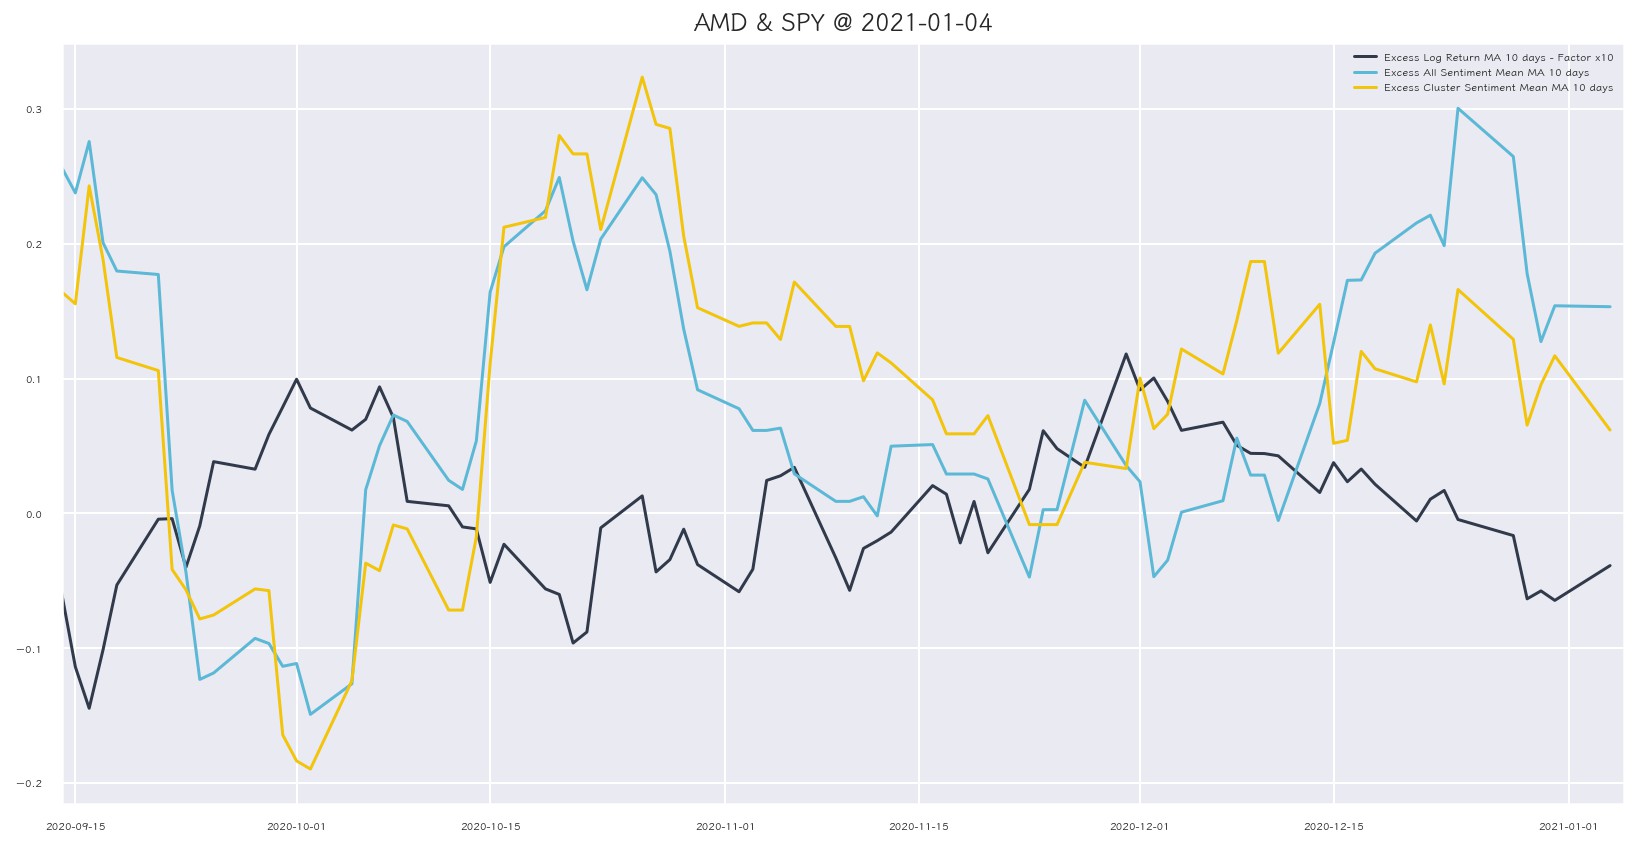 AMD & SPY @ 2021-01-04
Excess Log Return MA 10 days - Factor x10
Excess All Sentiment Mean MA 10 days
Excess Cluster Sentiment Mean MA 10 days
0.3
0.2
0.1
0.0
−0.1
−0.2
2020-09-15 2020-10-01 2020-10-15 2020-11-01 2020-11-15 2020-12-01 2020-12-15 2021-01-01